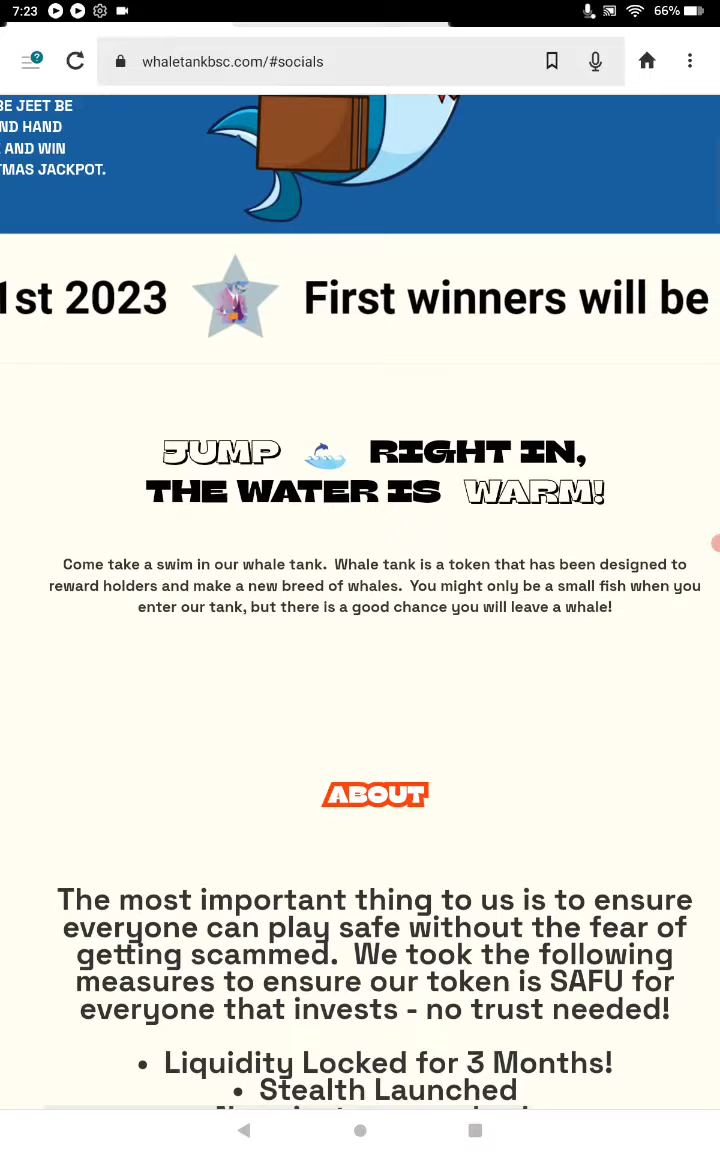 7:23
66%
?
whaletankbsc.com/#socials
BE JEET BE
ND HAND
AND WIN
MAS JACKPOT.
1st 2023 First winners will be
JUMP RIGHT IN,
THE WATER IS WARM!
Come take a swim in our whale tank. Whale tank is a token that has been designed to
reward holders and make a new breed of whales. You might only be a small fish when you
enter our tank, but there is a good chance you will leave a whale!
ABOUT
The most important thing to us is to ensure
everyone can play safe without the fear of
getting scammed. We took the following
measures to ensure our token is SAFU for
everyone that invests - no trust needed!
• Liquidity Locked for 3 Months!
• Stealth Launched